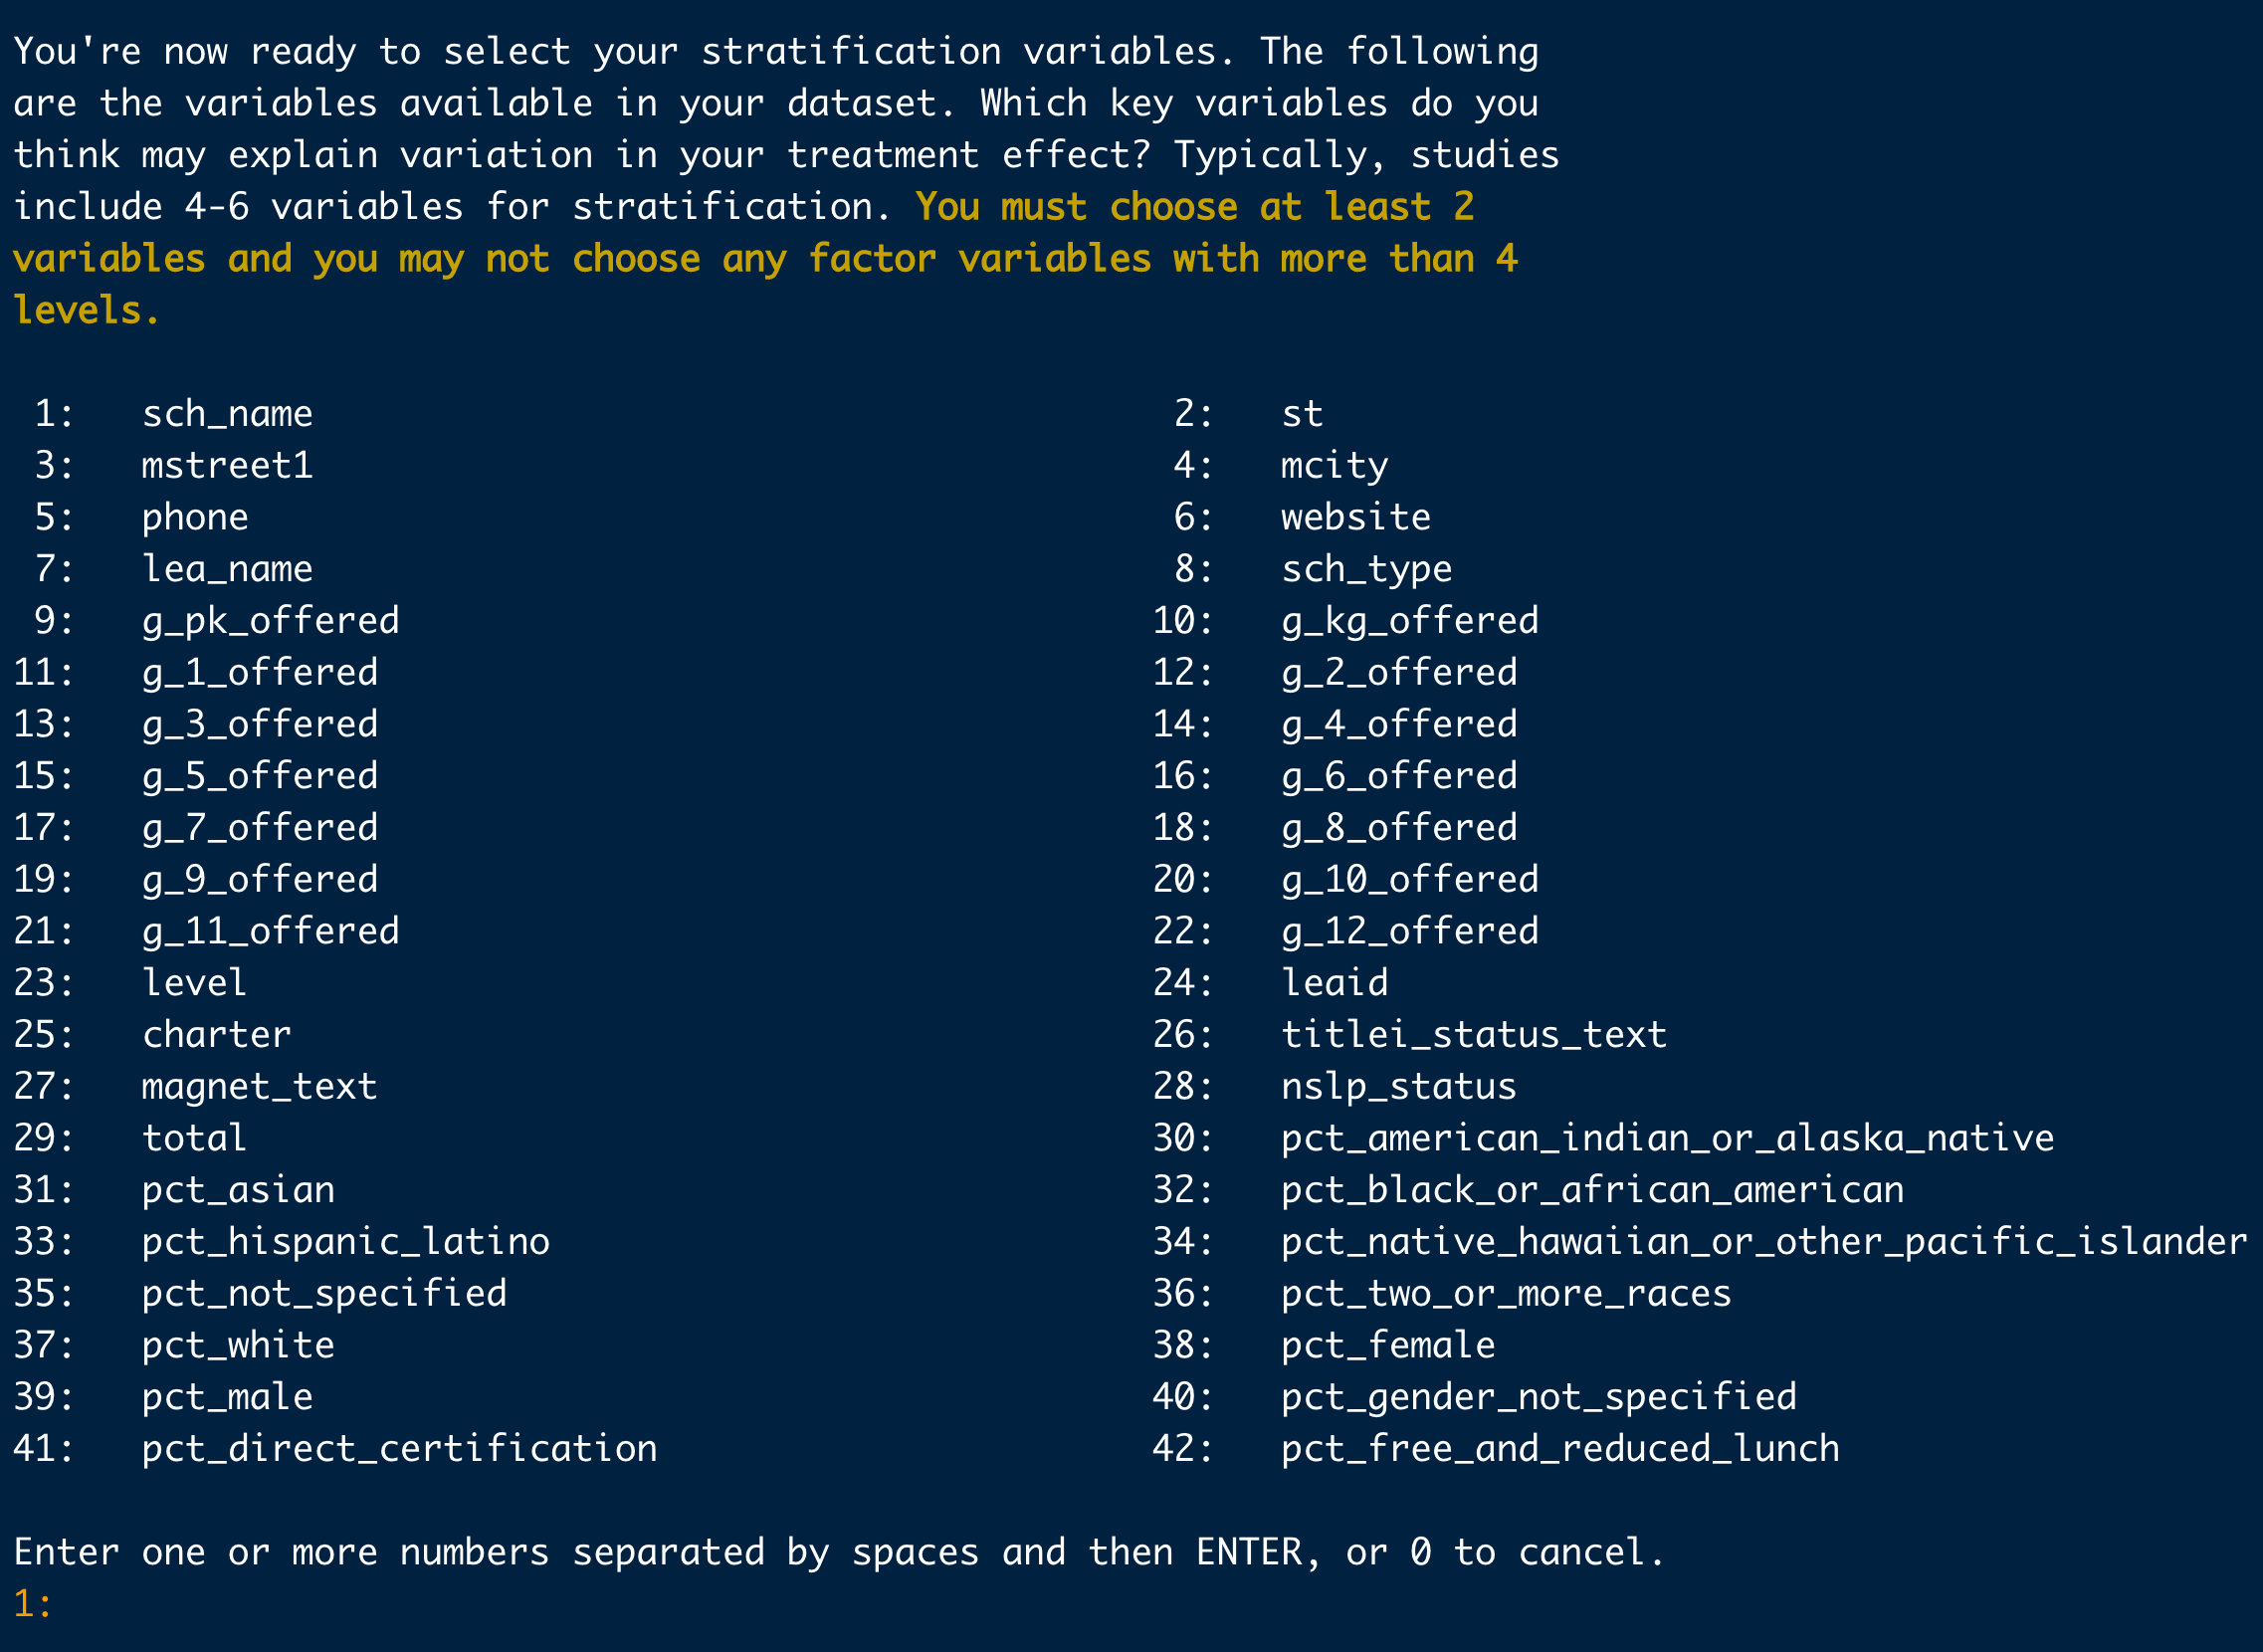 You're now ready to select your stratification variables. The following
are the variables available in your dataset. Which key variables do you
think may explain variation in your treatment effect? Typically, studies
include 4-6 variables for stratification. You must choose at least 2
variables and you may not choose any factor variables with more than 4
levels.
1: sch_name 2: st
3: mstreet1 4: mcity
5: phone 6: website
7: lea_name 8: sch_type
9: g_pk_offered 10: g_kg_offered
11: g_1_offered 12: g_2_offered
13: g_3_offered 14: g_4_offered
15: g_5_offered 16: g_6_offered
17: g_7_offered 18: g_8_offered
19: g_9_offered 20: g_10_offered
21: g_11_offered 22: g_12_offered
23: level 24: leaid
25: charter 26: titlei_status_text
27: magnet_text 28: nslp_status
29: total 30: pct_american_indian_or_alaska_native
31: pct_asian 32: pct_black_or_african_american
33: pct_hispanic_latino 34: pct_native_hawaiian_or_other_pacific_islander
35: pct_not_specified 36: pct_two_or_more_races
37: pct_white 38: pct_female
39: pct_male 40: pct_gender_not_specified
41: pct_direct_certification 42: pct_free_and_reduced_lunch
Enter one or more numbers separated by spaces and then ENTER, or 0 to cancel.
1: